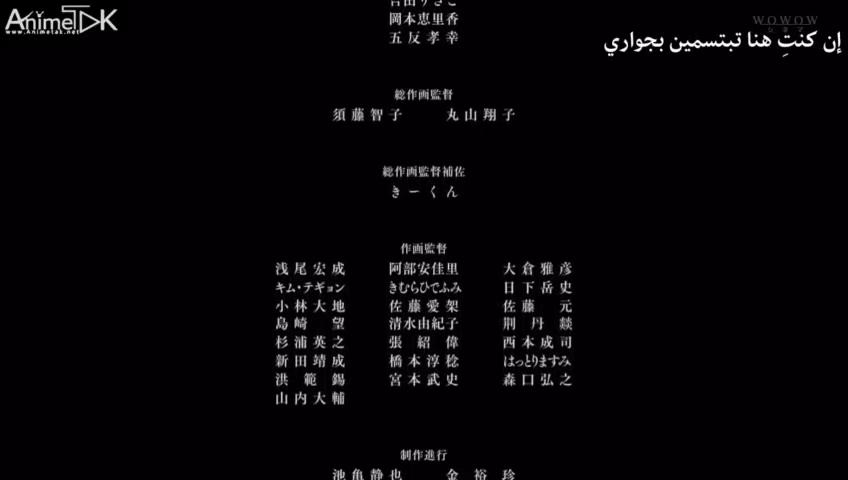 AnimeTDK
www.Animetak.net
WOWOW
إن كنتِ هنا تبتسمين بجواري
岡本恵里香
五反孝幸
総作画監督
須藤智子 丸山翔子
総作画監督補佐
きーくん
作画監督
浅尾宏成 阿部安佳里 大倉雅彦
キム・テギョン きむらひでふみ 日下岳史
小林大地 佐藤愛架 佐藤 元
島崎 望 清水由紀子 荆 丹燚
杉浦英之 張紹偉 西本成司
新田靖成 橋本淳稔 はっとりますみ
洪範錫 宮本武史 森口弘之
山内大輔
制作進行
池亀静也 金裕珍